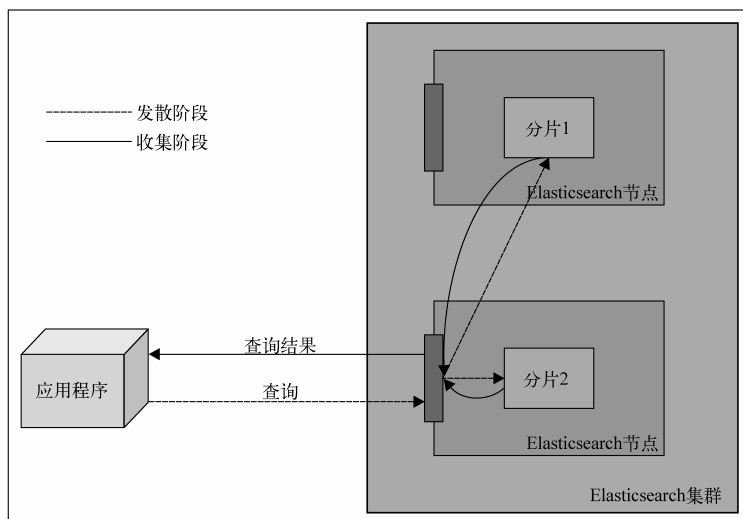 发散阶段
收集阶段
分片1
Elasticsearch节点
查询结果
应用程序
查询
分片2
Elasticsearch节点
Elasticsearch集群